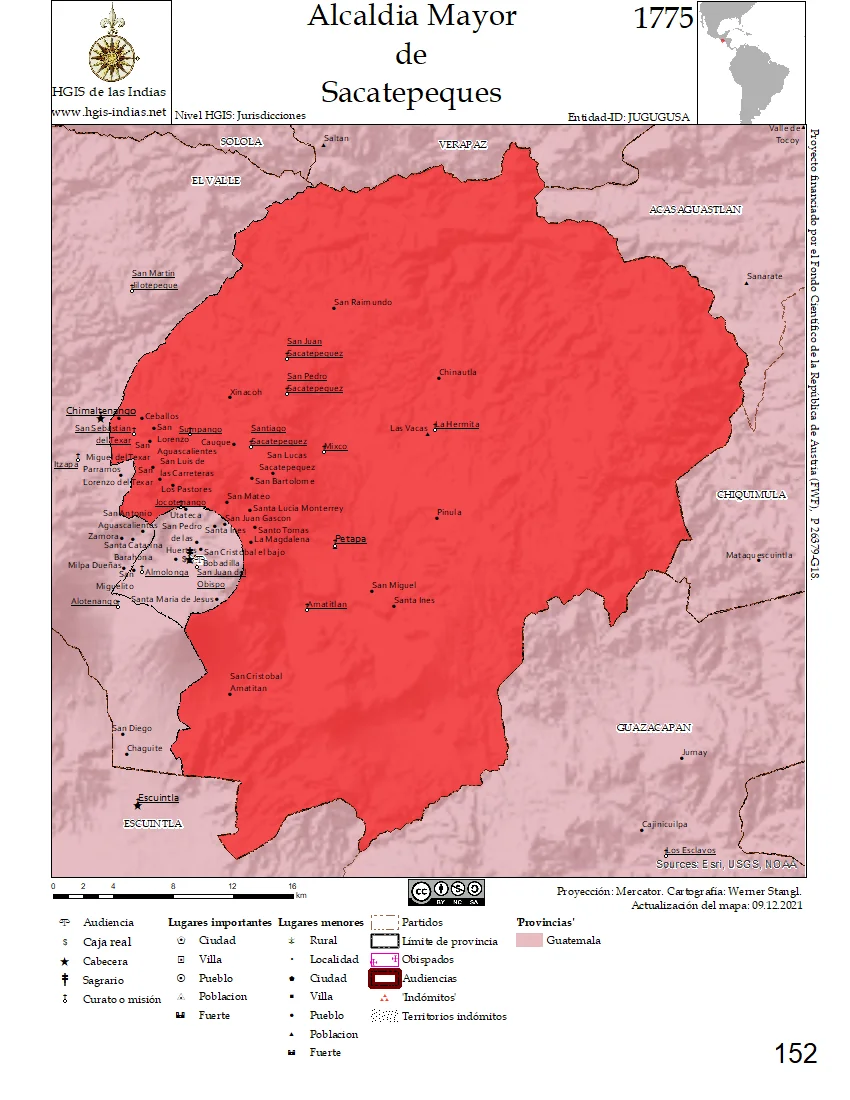 Alcaldia Mayor
de
Sacatepeques
1775
HGIS de las Indias
www.hgis-indias.net
Nivel HGIS: Jurisdicciones
Entidad-ID: JUGUGUSA
SOLOLA
Saltan
VERAPAZ
Valle de
Tocoy
EL VALLE
ACASAGUASTLAN
San Martin
Jilotepeque
Sanarate
San Raimundo
San Juan
Sacatepequez
San Pedro
Sacatepequez
Chinautla
Xinacoh
Chimaltenango
Ceballos
San Sebastian
del Texar
San
Lorenzo
Aguascalientes
Sumpango
Cauque
Santiago
Sacatepequez
Las Vacas
La Hermita
Mixco
San
Miguel del Texar
San Lucas
Sacatepequez
Itzapa
Parramos
San
Lorenzo del Texar
San Luis de
las Carreteras
San Bartolome
Los Pastores
San Mateo
CHIQUIMULA
Jocotenango
Utateca
Santa Lucia Monterrey
San Antonio
Aguascalientes
San Juan Gascon
San Pedro
de las
Huertas
Santa Ines
Santo Tomas
Pinula
Zamora
La Magdalena
Petapa
Santa Catarina
Barahona
San Cristobal el bajo
Bobadilla
Mataquescuintla
Milpa Dueñas
San
Miguelito
Almolonga
San Juan del
Obispo
San Miguel
Alotenango
Santa Maria de Jesus
Amatitlan
Santa Ines
San Cristobal
Amatitan
San Diego
Chaguite
GUAZACAPAN
Jumay
Escuintla
ESCUINTLA
Cajinicuilpa
Los Esclavos
Sources: Esri, USGS, NOAA
Proyecto financiado por el Fondo Científico de la República de Austria (FWF), P 26379-G18.
0 2 4 8 12 16
km
cc BY NC SA
Proyección: Mercator. Cartografía: Werner Stangl.
Actualización del mapa: 09.12.2021
Audiencia
$ Caja real
Cabecera
Sagrario
Curato o misión
Lugares importantes
Ciudad
Villa
Pueblo
Poblacion
Fuerte
Lugares menores
Rural
Localidad
Ciudad
Villa
Pueblo
Poblacion
Fuerte
Partidos
Límite de provincia
Obispados
Audiencias
'Indómitos'
Territorios indómitos
'Provincias'
Guatemala
152